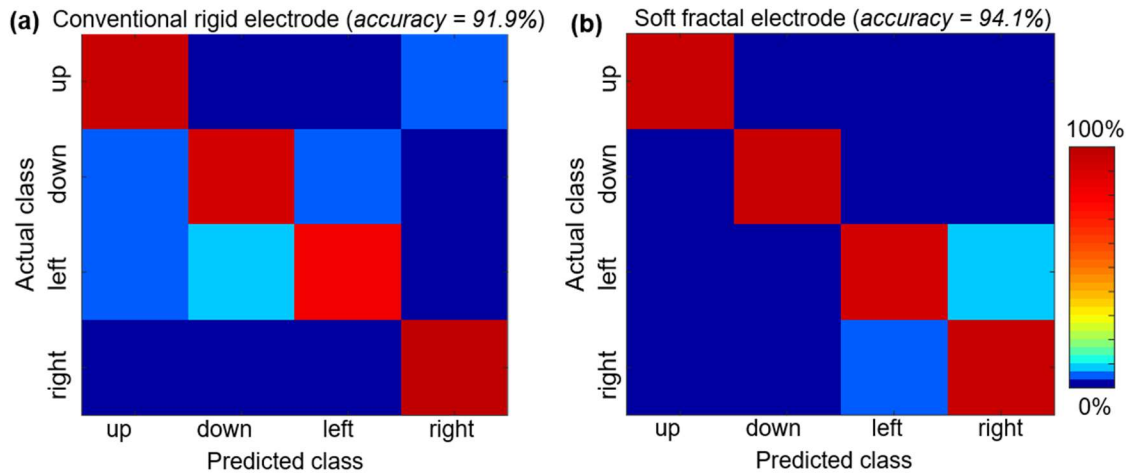 (a) Conventional rigid electrode (accuracy = 91.9%)
Actual class
up
down
left
right
up down left right
Predicted class
(b) Soft fractal electrode (accuracy = 94.1%)
Actual class
up
down
left
right
up down left right
Predicted class
100%
0%